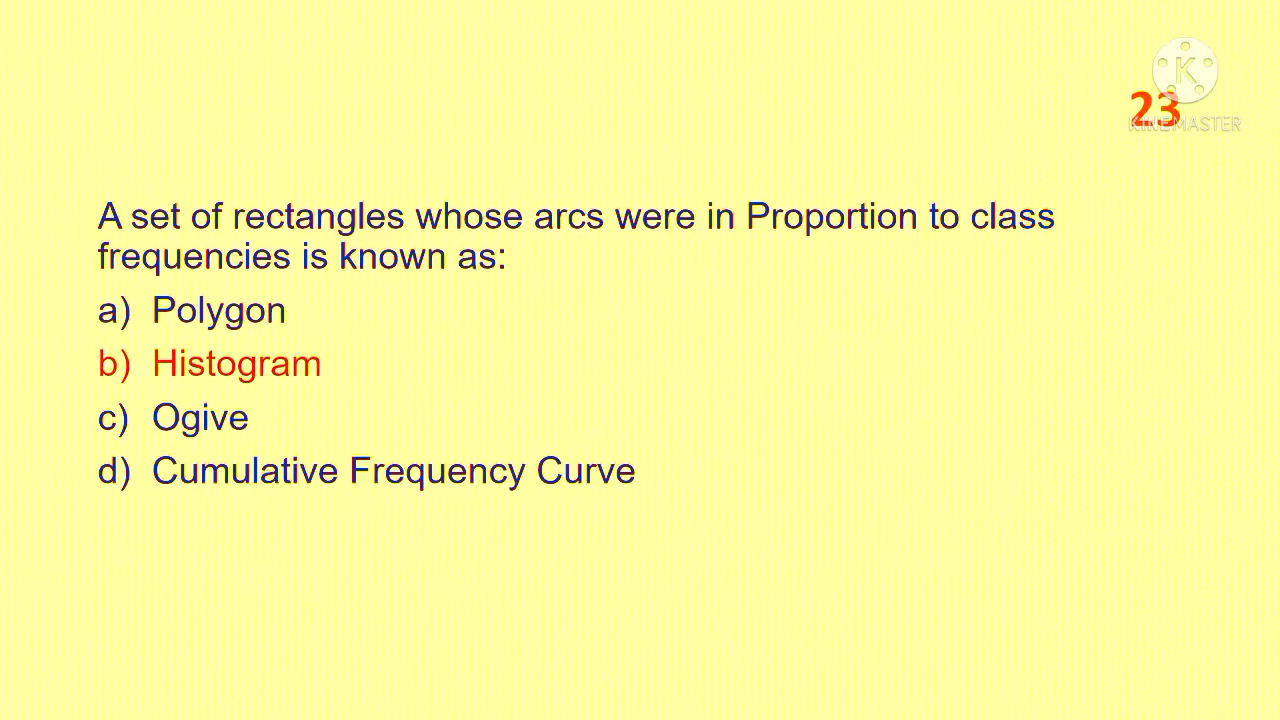 K
23
KINEMASTER
A set of rectangles whose arcs were in Proportion to class
frequencies is known as:
a) Polygon
b) Histogram
c) Ogive
d) Cumulative Frequency Curve